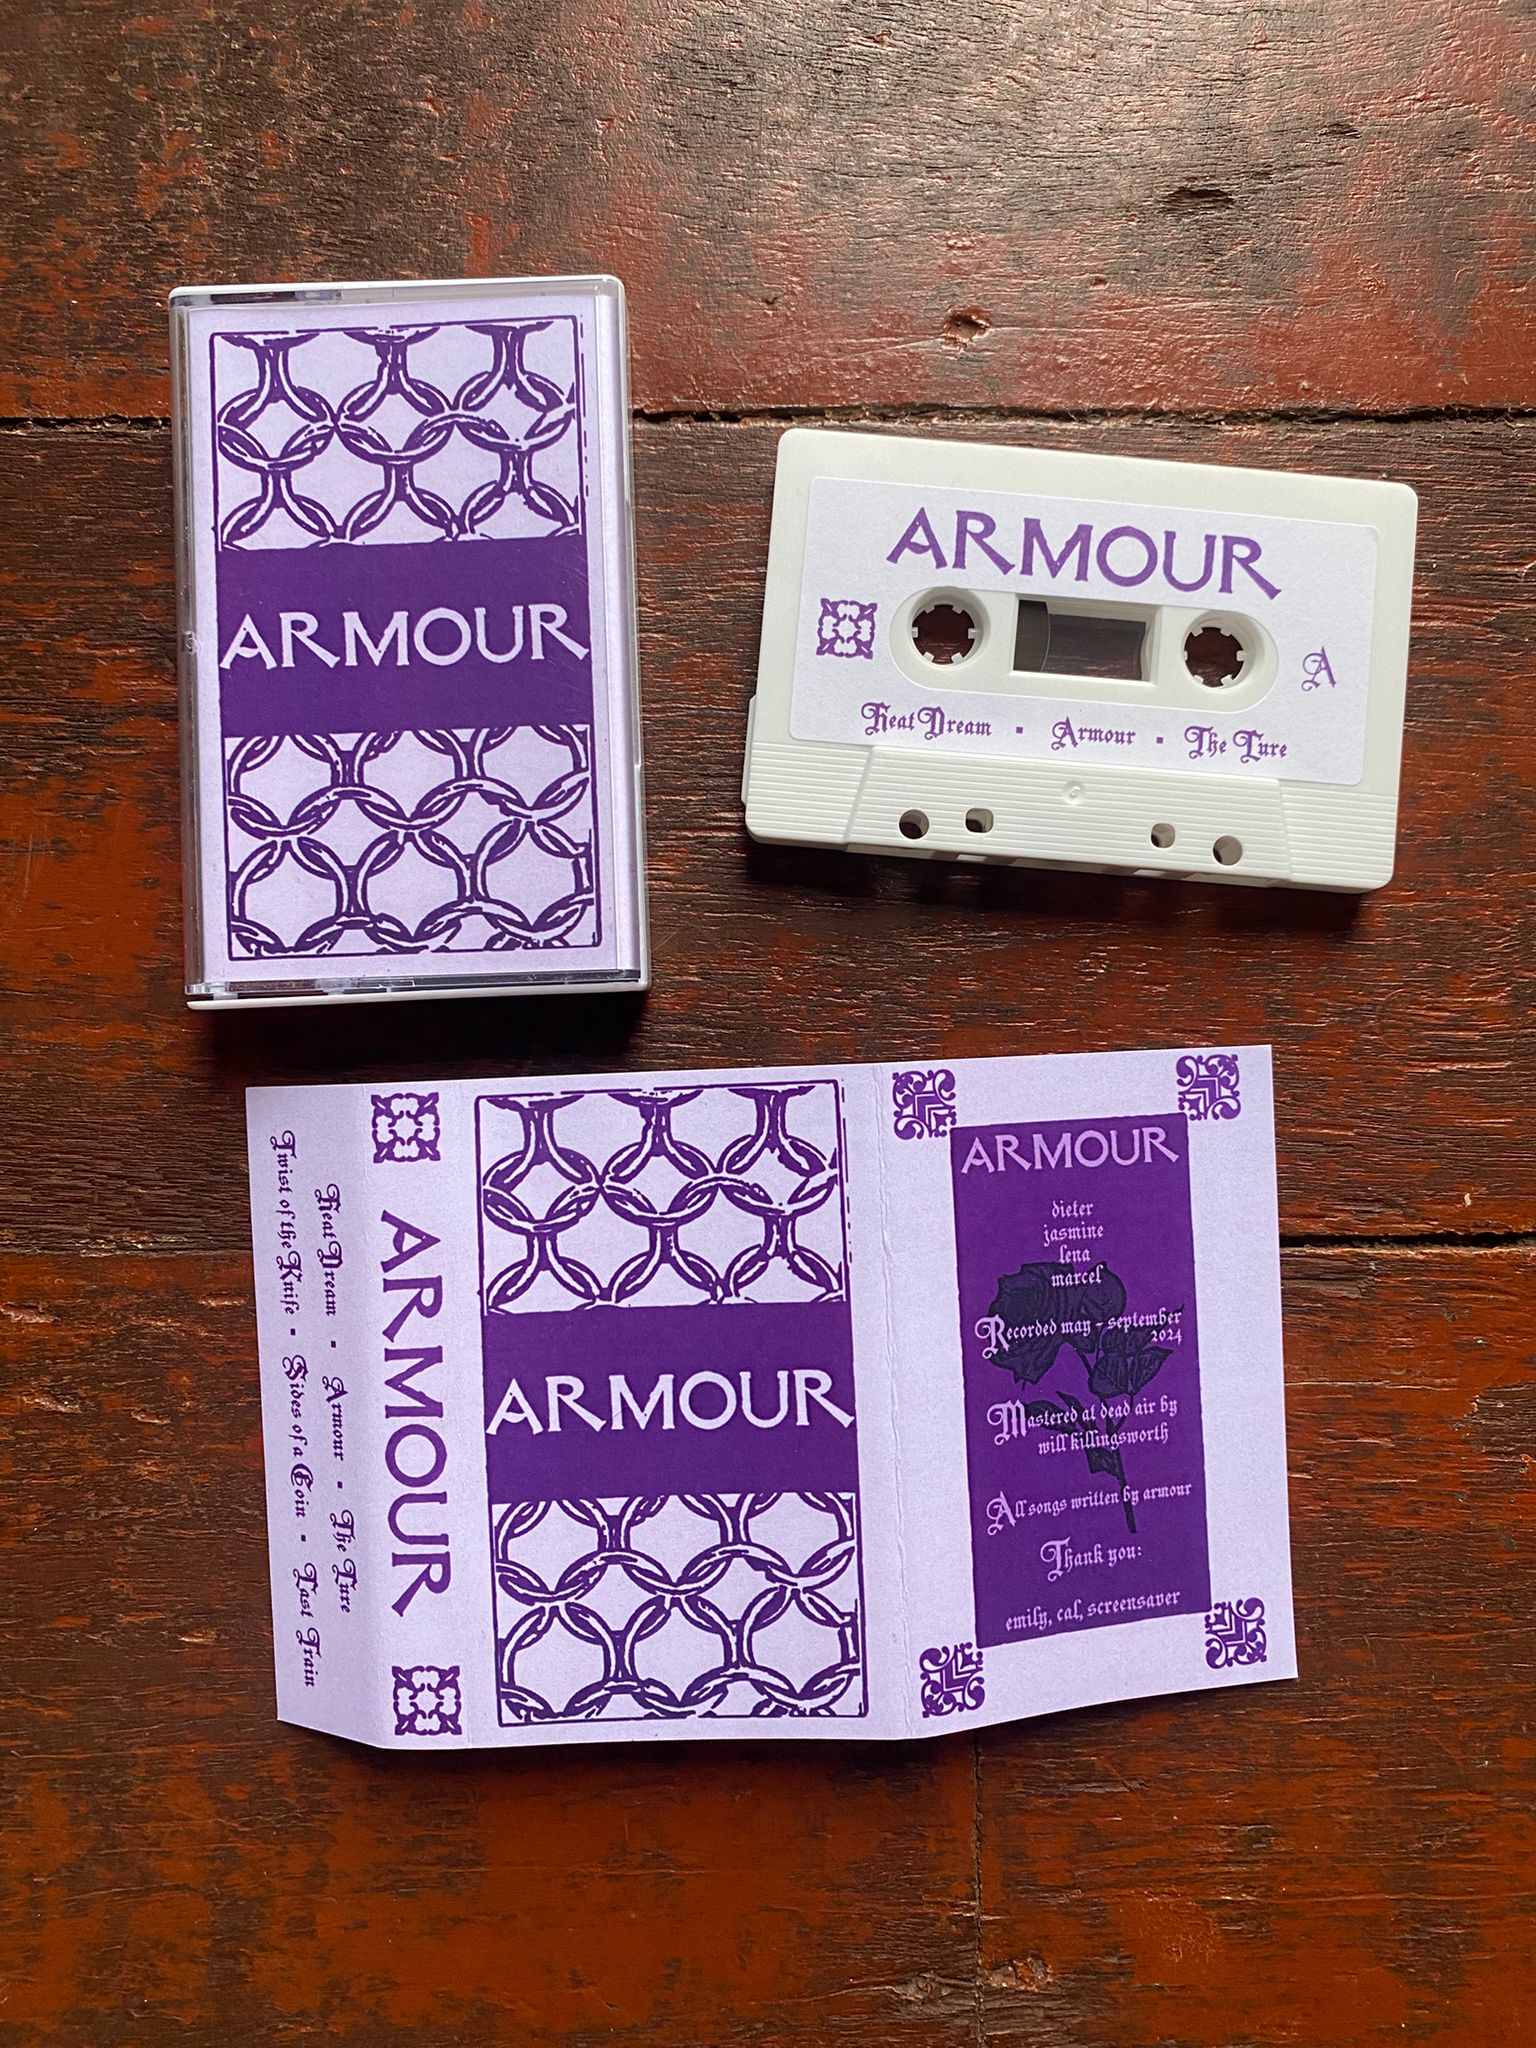 ARMOUR
ARMOUR
A
Heat Dream ▪ Armour ▪ The Lure
Heat Dream ▪ Armour ▪ The Lure
Twist of the Knife ▪ Sides of a Coin ▪ Last Train
ARMOUR
ARMOUR
ARMOUR
dieter
jasmine
lena
marcel
Recorded may - september
2024
Mastered at dead air by
will killingsworth
All songs written by armour
Thank you:
emily, cal, screensaver